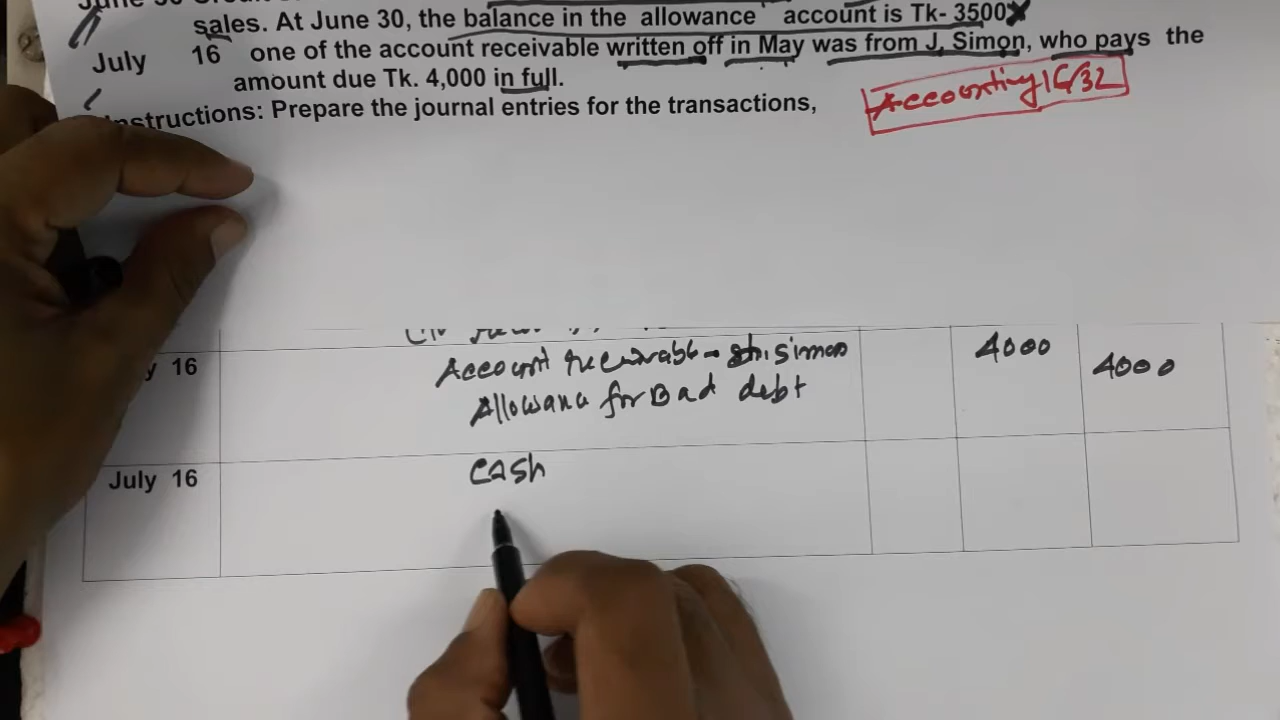 sales. At June 30, the balance in the allowance account is Tk- 3500
July 16 one of the account receivable written off in May was from J, Simon, who pays the
amount due Tk. 4,000 in full.
Instructions: Prepare the journal entries for the transactions,
Accounting 16/32
y 16 Account receivable - Simon 4000
Allowanc for Bad debt 4000
July 16 cash